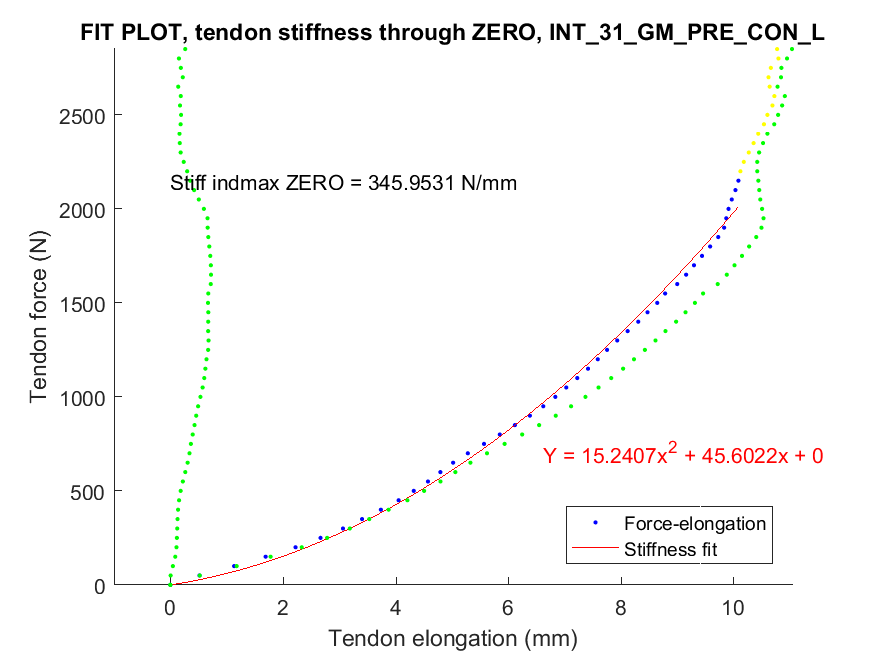 FIT PLOT, tendon stiffness through ZERO, INT_31_GM_PRE_CON_L
2500
Stiff indmax ZERO = 345.9531 N/mm
2000
Tendon force (N)
1500
1000
Y = 15.2407x² + 45.6022x + 0
500
Force-elongation
Stiffness fit
0
0 2 4 6 8 10
Tendon elongation (mm)